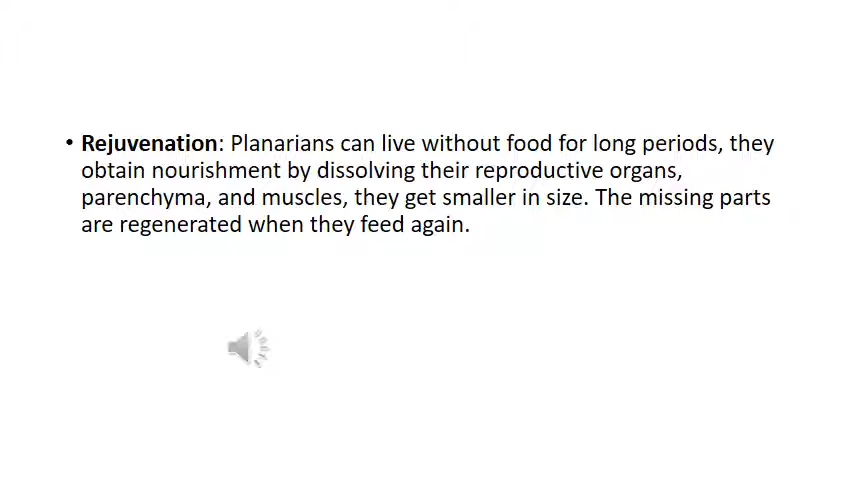 • Rejuvenation: Planarians can live without food for long periods, they
obtain nourishment by dissolving their reproductive organs,
parenchyma, and muscles, they get smaller in size. The missing parts
are regenerated when they feed again.